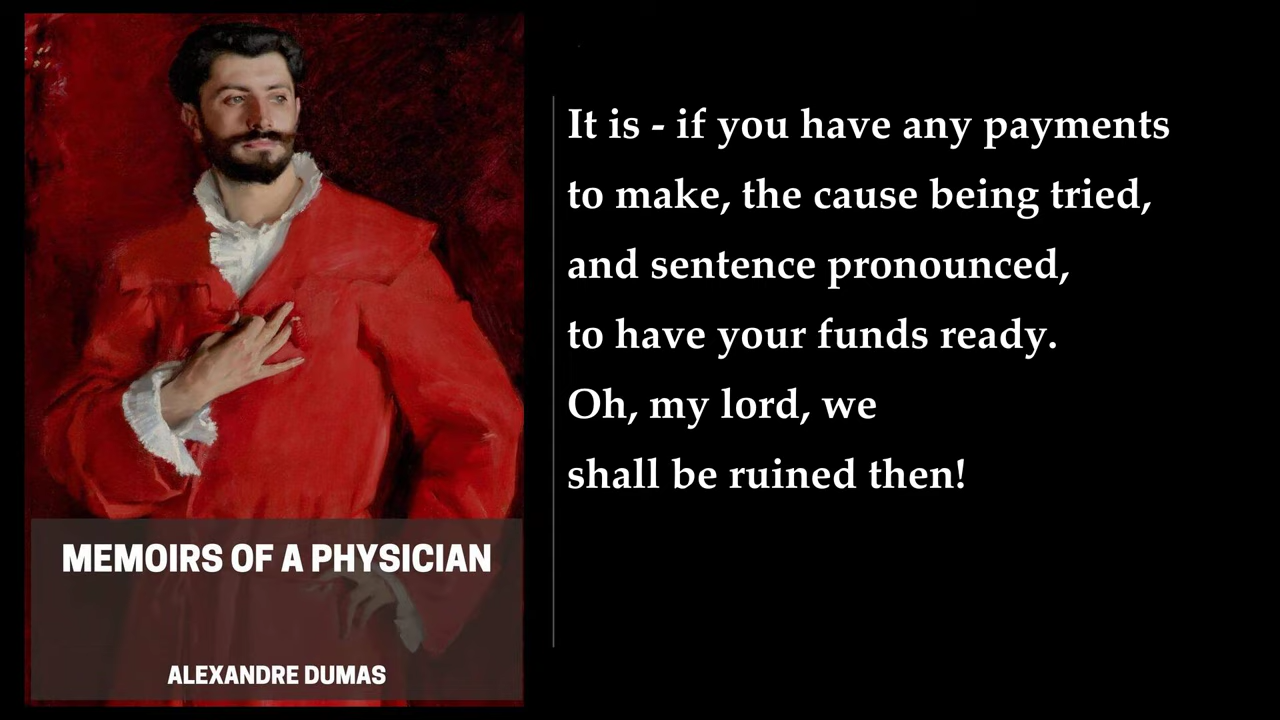 MEMOIRS OF A PHYSICIAN
ALEXANDRE DUMAS
It is - if you have any payments
to make, the cause being tried,
and sentence pronounced,
to have your funds ready.
Oh, my lord, we
shall be ruined then!